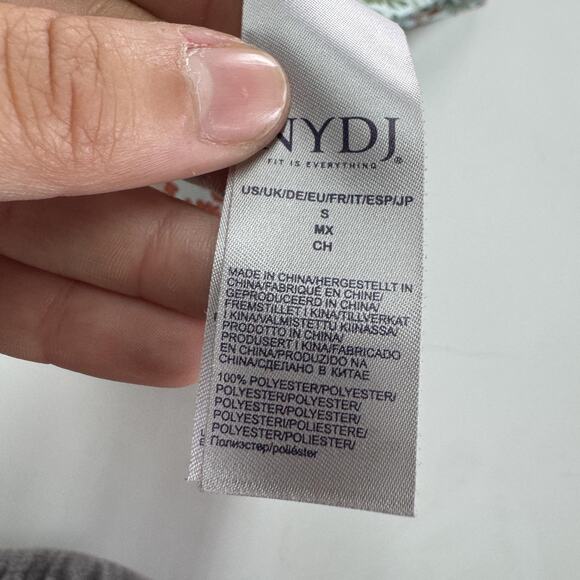 NYDJ®
FIT IS EVERYTHING
US/UK/DE/EU/FR/IT/ESP/JP
S
MX
CH
MADE IN CHINA/HERGESTELLT IN
CHINA/FABRIQUÉ EN CHINE/
GEPRODUCEERD IN CHINA/
FREMSTILLET I KINA/TILLVERKAT
I KINA/ALMISTETTU KIINASSA/
PRODOTTO IN CHINA/
PRODUSERT I KINA/FABRICADO
EN CHINA/PRODUZIDO NA
CHINA/СДЕЛАНО В КИТАЕ
100% POLYESTER/POLYESTER/
POLYESTER/POLYESTER/
POLYESTER/POLYESTER/
POLYESTERI/POLIESTERE/
POLYESTER/POLIÉSTER/
Полиэстер/poliéster